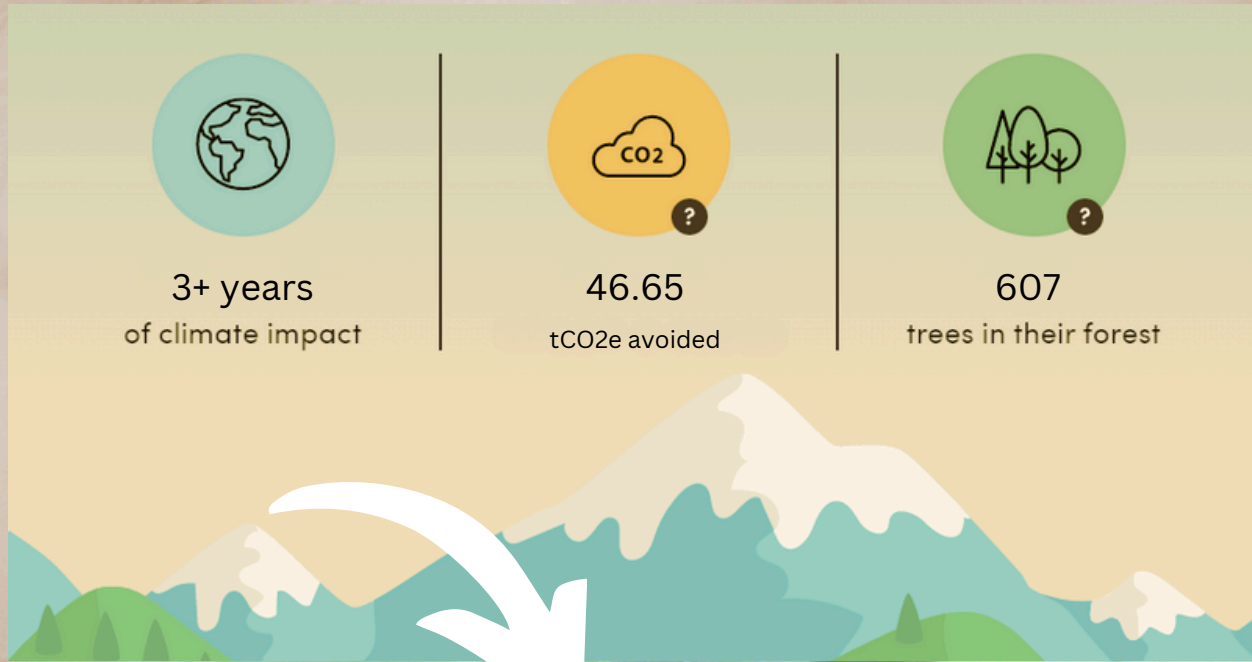 3+ years
of climate impact
CO2
?
46.65
tCO2e avoided
?
607
trees in their forest